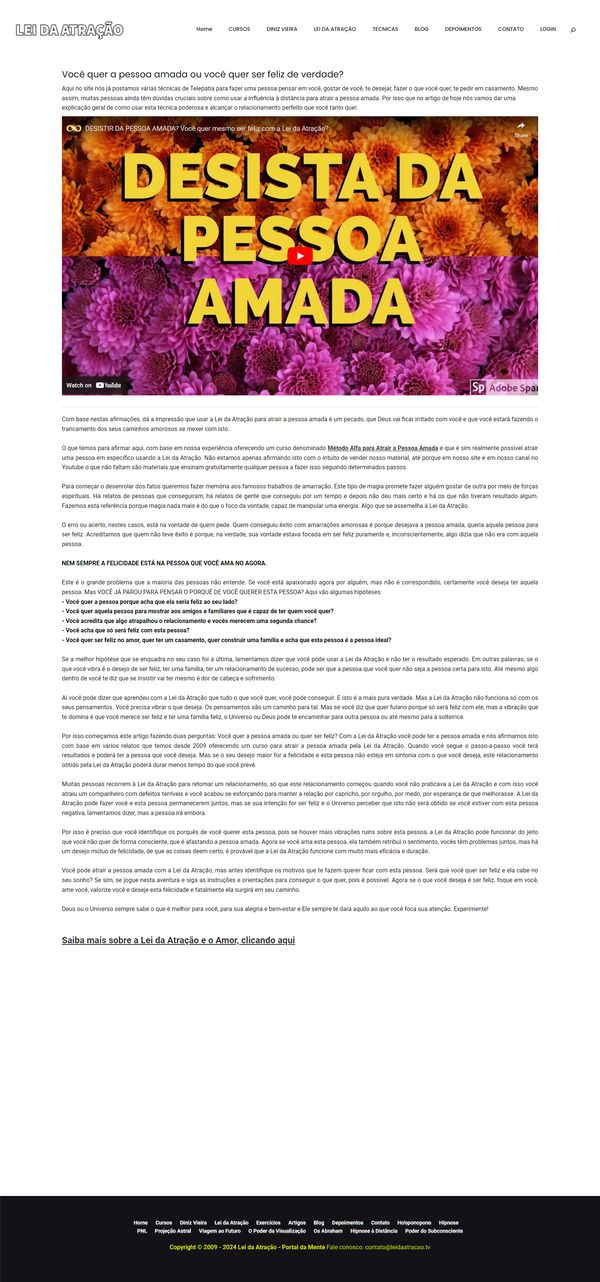 LEI DA ATRAÇÃO
Home CURSOS DINIZ VIEIRA LEI DA ATRAÇÃO TECNICAS BLOG DEPOIMENTOS CONTATO LOGIN
Você quer a pessoa amada ou você quer ser feliz de verdade?
Aqui no site nós já postamos várias técnicas de Telepatia para fazer uma pessoa pensar em você, gostar de você, te desejar, fazer o que você quer, te pedir em casamento. Mesmo
assim, muitas pessoas ainda têm dúvidas cruciais sobre como usar a influência à distância para atrair a pessoa amada. Por isso que no artigo de hoje nós vamos dar uma
explicação geral de como usar esta técnica poderosa e alcançar o relacionamento perfeito que você tanto quer.
DESISTIR DA PESSOA AMADA? Você quer mesmo ser feliz com a Lei da Atração?
Share
DESISTA DA
PESSOA
AMADA
Watch on YouTube
Sp Adobe Spar
Com base nestas afirmações, dá a impressão que usar a Lei da Atração para atrair a pessoa amada é um pecado, que Deus vai ficar irritado com você e que você estará fazendo o
trancamento dos seus caminhos amorosos se mexer com isto.
O que temos para afirmar aqui, com base em nossa experiência oferecendo um curso denominado Método Alfa para Atrair a Pessoa Amada é que é sim realmente possível atrair
uma pessoa em específico usando a Lei da Atração. Não estamos apenas afirmando isto com o intuito de vender nosso material, até porque em nosso site e em nosso canal no
Youtube o que não faltam são materiais que ensinam gratuitamente qualquer pessoa a fazer isso seguindo determinados passos.
Para começar o desenrolar dos fatos queremos fazer memória aos famosos trabalhos de amarração. Este tipo de magia promete fazer alguém gostar de outra por meio de forças
espirituais. Há relatos de pessoas que conseguiram, há relatos de gente que conseguiu por um tempo e depois não deu mais certo e há os que não tiveram resultado algum.
Fazemos esta referência porque magia nada mais é do que o foco da vontade, capaz de manipular uma energia. Algo que se assemelha à Lei da Atração.
O erro ou acerto, nestes casos, está na vontade de quem pede. Quem conseguiu êxito com amarrações amorosas é porque desejava a pessoa amada, queria aquela pessoa para
ser feliz. Acreditamos que quem não teve êxito é porque, na verdade, sua vontade estava focada em ser feliz puramente e, inconscientemente, algo dizia que não era com aquela
pessoa.
NEM SEMPRE A FELICIDADE ESTÁ NA PESSOA QUE VOCÊ AMA NO AGORA.
Este é o grande problema que a maioria das pessoas não entende. Se você está apaixonado agora por alguém, mas não é correspondido, certamente você deseja ter aquela
pessoa. Mas VOCÊ JÁ PAROU PARA PENSAR O PORQUÊ DE VOCÊ QUERER ESTA PESSOA? Aqui vão algumas hipóteses:
- Você quer a pessoa porque acha que ela seria feliz ao seu lado?
- Você quer aquela pessoa para mostrar aos amigos e familiares que é capaz de ter quem você quer?
- Você acredita que algo atrapalhou o relacionamento e vocês merecem uma segunda chance?
- Você acha que só será feliz com esta pessoa?
- Você quer ser feliz no amor, quer ter um casamento, quer construir uma família e acha que esta pessoa é a pessoa ideal?
Se a melhor hipótese que se enquadra no seu caso foi a última, lamentamos dizer que você pode usar a Lei da Atração e não ter o resultado esperado. Em outras palavras, se o
que você vibra é o desejo de ser feliz, ter uma família, ter um relacionamento de sucesso, pode ser que a pessoa que você quer não seja a pessoa certa para isto. Até mesmo algo
dentro de você te diz que se insistir vai ter mesmo é dor de cabeça e sofrimento.
Aí você pode dizer que aprendeu com a Lei da Atração que tudo o que você quer, você pode conseguir. E isto é a mais pura verdade. Mas a Lei da Atração não funciona só com os
seus pensamentos. Você precisa vibrar o que deseja. Os pensamentos são um caminho para tal. Mas se você diz que quer fulano porque só será feliz com ele, mas a vibração que
te domina é que você merece ser feliz e ter uma família feliz, o Universo ou Deus pode te encaminhar para outra pessoa ou até mesmo para a solteirice.
Por isso começamos este artigo fazendo duas perguntas: Você quer a pessoa amada ou quer ser feliz? Com a Lei da Atração você pode ter a pessoa amada e nós afirmamos isto
com base em vários relatos que temos desde 2009 oferecendo um curso para atrair a pessoa amada pela Lei da Atração. Quando você segue o passo-a-passo você terá
resultados e poderá ter a pessoa que você deseja. Mas se o seu desejo maior for a felicidade e esta pessoa não esteja em sintonia com o que você deseja, este relacionamento
obtido pela Lei da Atração poderá durar menos tempo do que você prevê.
Muitas pessoas recorrem à Lei da Atração para retomar um relacionamento, só que este relacionamento começou quando você não praticava a Lei da Atração e com isso você
atraiu um companheiro com defeitos terríveis e você acabou se esforçando para manter a relação por capricho, por orgulho, por medo, por esperança de que melhorasse. A Lei da
Atração pode fazer você e esta pessoa permanecerem juntos, mas se sua intenção for ser feliz e o Universo perceber que isto não será obtido se você estiver com esta pessoa
negativa, lamentamos dizer, mas a pessoa irá embora.
Por isso é preciso que você identifique os porquês de você querer esta pessoa, pois se houver mais vibrações ruins sobre esta pessoa, a Lei da Atração pode funcionar do jeito
que você não quer de forma consciente, que é afastando a pessoa amada. Agora se você ama esta pessoa, ela também retribui o sentimento, vocês têm problemas juntos, mas há
um desejo mútuo de felicidade, de que as coisas deem certo, é provável que a Lei da Atração funcione com muito mais eficácia e duração.
Você pode atrair a pessoa amada com a Lei da Atração, mas antes identifique os motivos que te fazem querer ficar com esta pessoa. Será que você quer ser feliz e ela cabe no
seu sonho? Se sim, se jogue nesta aventura e siga as instruções e orientações para conseguir o que quer, pois é possível. Agora se o que você deseja é ser feliz, foque em você,
ame você, valorize você e deseje esta felicidade e fatalmente ela surgirá em seu caminho.
Deus ou o Universo sempre sabe o que é melhor para você, para sua alegria e bem-estar e Ele sempre te dará aquilo ao que você foca sua atenção. Experimente!
Saiba mais sobre a Lei da Atração e o Amor, clicando aqui
Home Cursos Diniz Vieira Lei da Atração Exercícios Artigos Blog Depoimentos Contato Ho'oponopono Hipnose
PNL Projeção Astral Viagem ao Futuro O Poder da Visualização Os Abraham Hipnose à Distância Poder do Subconsciente
Copyright © 2009 - 2024 Lei da Atração - Portal da Mente Fale conosco: contato@leidaatracao.tv